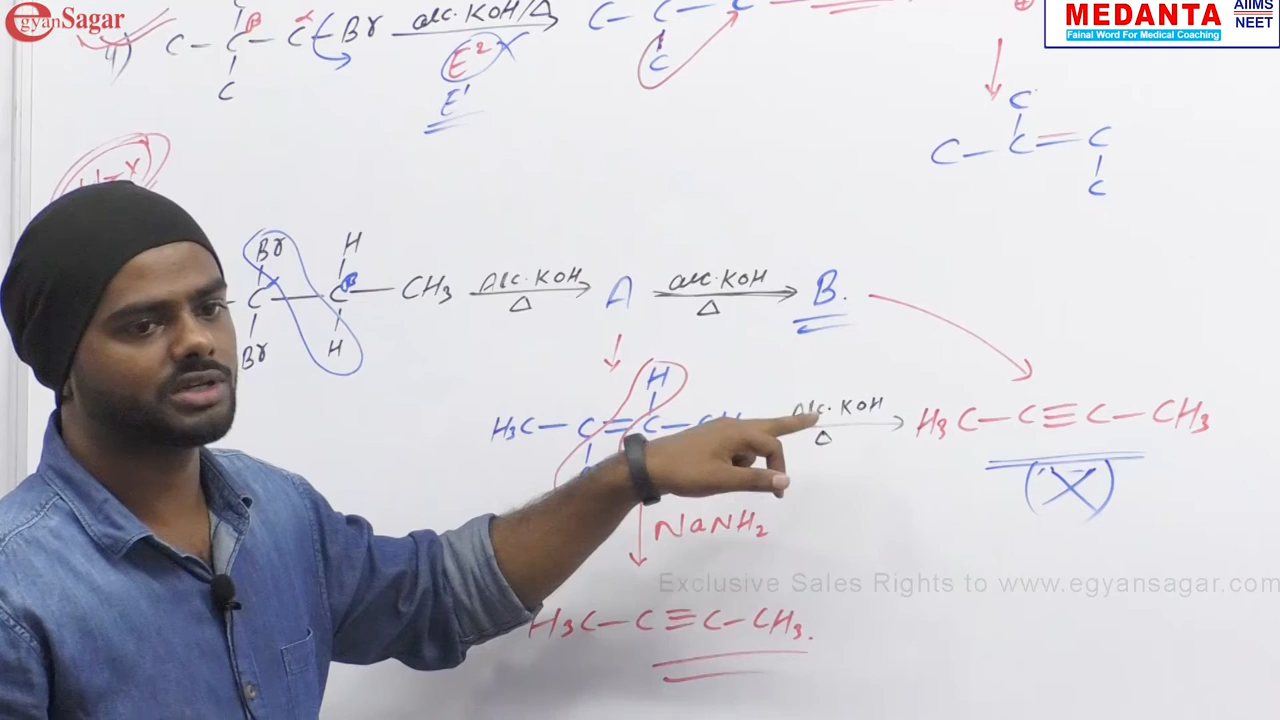 egyanSagar
MEDANTA
AIIMS
NEET
Fainal Word For Medical Coaching
4)
C – C – C – Br
β
α
C
alc. KOH/Δ
E²
E'
C C C
C
⊕
C
C – C = C
C
Br H
C – C – CH₃
β
Br H
Alc. KOH
Δ
A
alc. KOH
Δ
B.
H
H₃C – C = C –
Alc. KOH
Δ
H₃C – C ≡ C – CH₃
(X)
NaNH₂
Exclusive Sales Rights to www.egyansagar.com
H₃C – C ≡ C – CH₃.